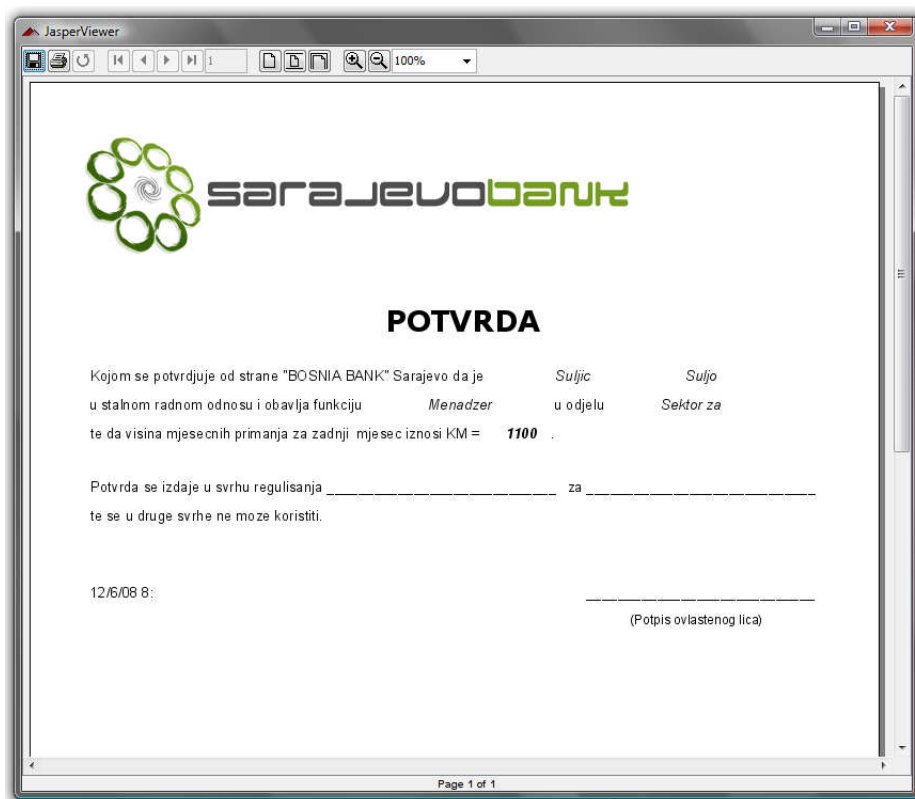 JasperViewer
1
100%
sarajevobank
POTVRDA
Kojom se potvrdjuje od strane "BOSNIA BANK" Sarajevo da je Suljic Suljo
u stalnom radnom odnosu i obavlja funkciju Menadzer u odjelu Sektor za
te da visina mjesecnih primanja za zadnji mjesec iznosi KM = 1100 .
Potvrda se izdaje u svrhu regulisanja ______________________________ za ______________________________
te se u druge svrhe ne moze koristiti.
12/6/08 8:
______________________________
(Potpis ovlastenog lica)
Page 1 of 1